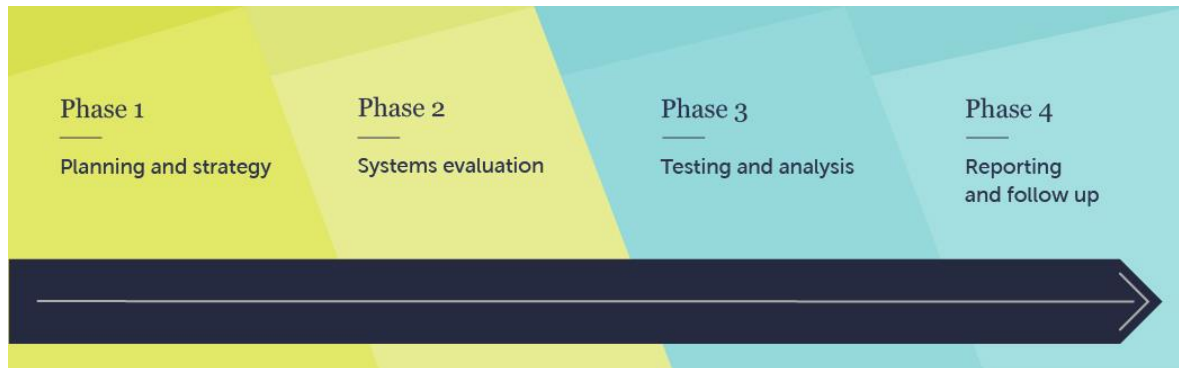 Phase 1
Planning and strategy
Phase 2
Systems evaluation
Phase 3
Testing and analysis
Phase 4
Reporting
and follow up